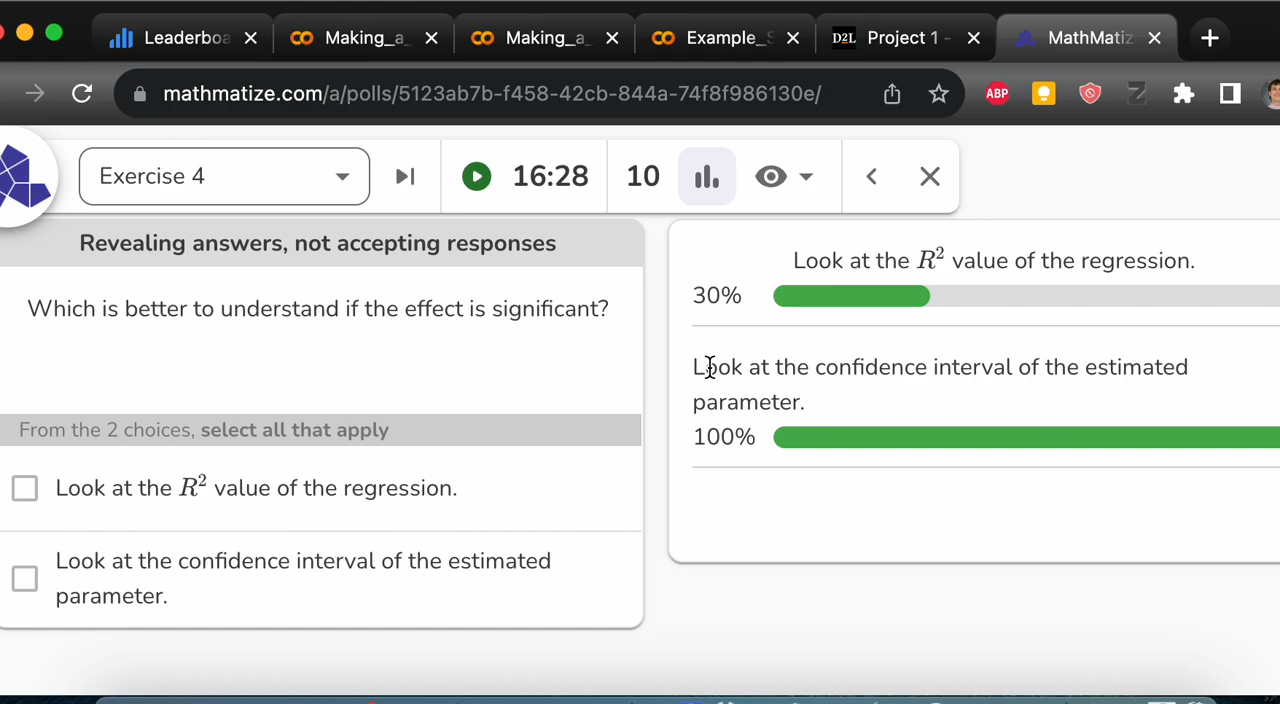 Leaderboa
Making_a_
Making_a_
Example_S
D2L
Project 1 -
MathMatiz
mathmatize.com/a/polls/5123ab7b-f458-42cb-844a-74f8f986130e/
ABP
Exercise 4
16:28
10
Revealing answers, not accepting responses
Which is better to understand if the effect is significant?
From the 2 choices, select all that apply
Look at the R² value of the regression.
Look at the confidence interval of the estimated
parameter.
Look at the R² value of the regression.
30%
Look at the confidence interval of the estimated
parameter.
100%